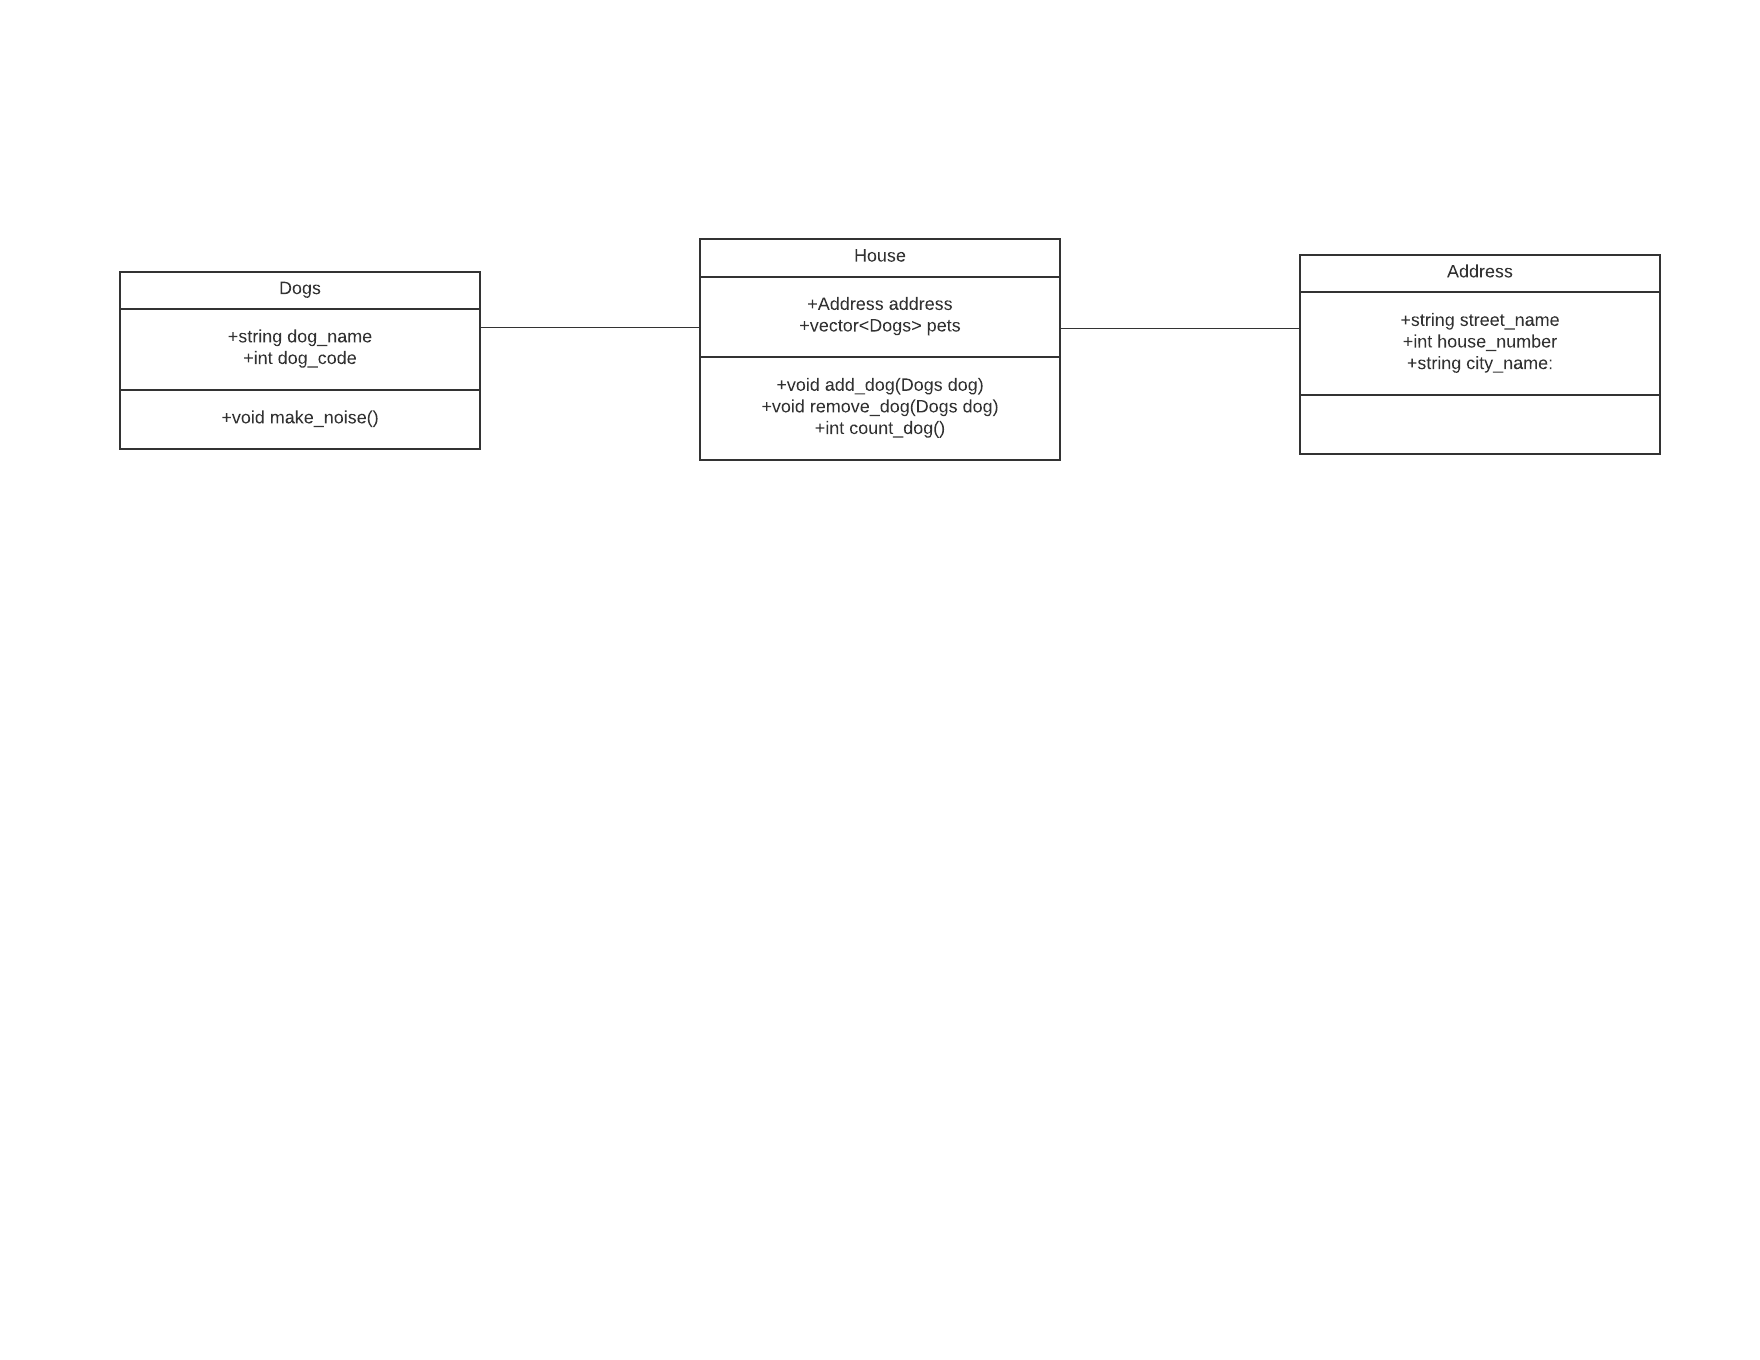 Dogs
+string dog_name
+int dog_code
+void make_noise()
House
+Address address
+vector<Dogs> pets
+void add_dog(Dogs dog)
+void remove_dog(Dogs dog)
+int count_dog()
Address
+string street_name
+int house_number
+string city_name: